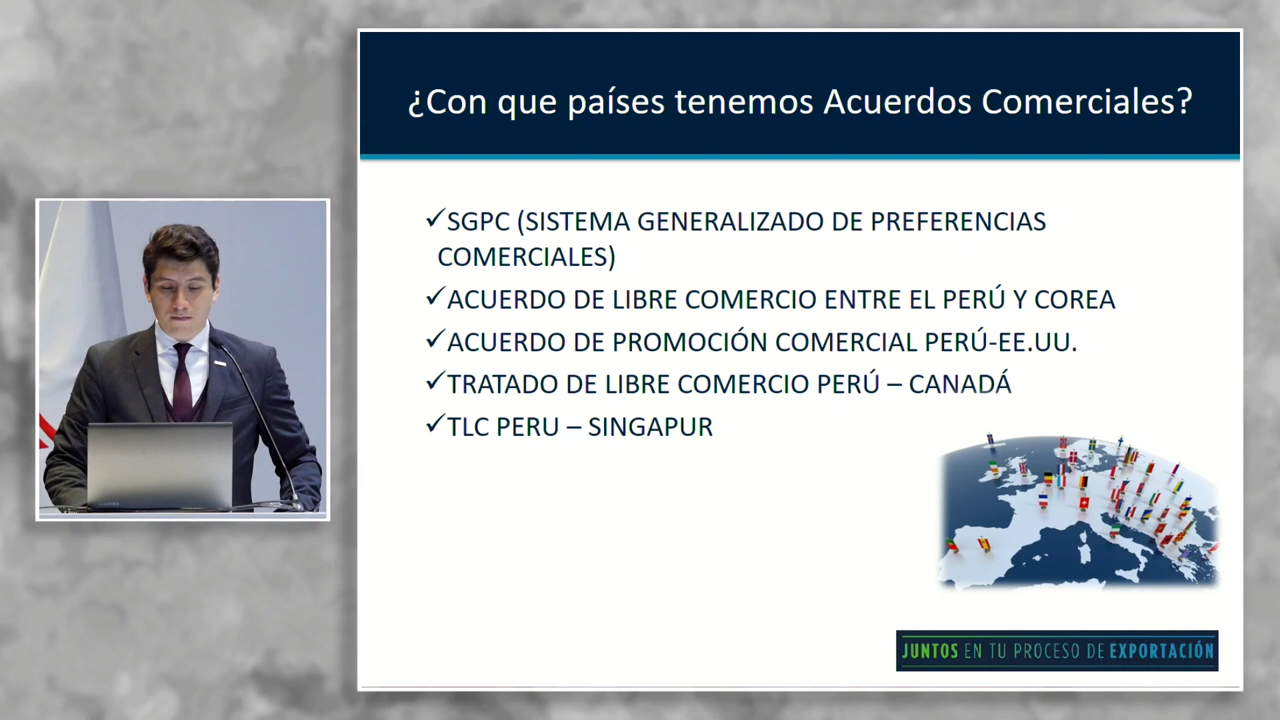 ¿Con que países tenemos Acuerdos Comerciales?
✓SGPC (SISTEMA GENERALIZADO DE PREFERENCIAS
COMERCIALES)
✓ACUERDO DE LIBRE COMERCIO ENTRE EL PERÚ Y COREA
✓ACUERDO DE PROMOCIÓN COMERCIAL PERÚ-EE.UU.
✓TRATADO DE LIBRE COMERCIO PERÚ – CANADÁ
✓TLC PERU – SINGAPUR
JUNTOS EN TU PROCESO DE EXPORTACIÓN